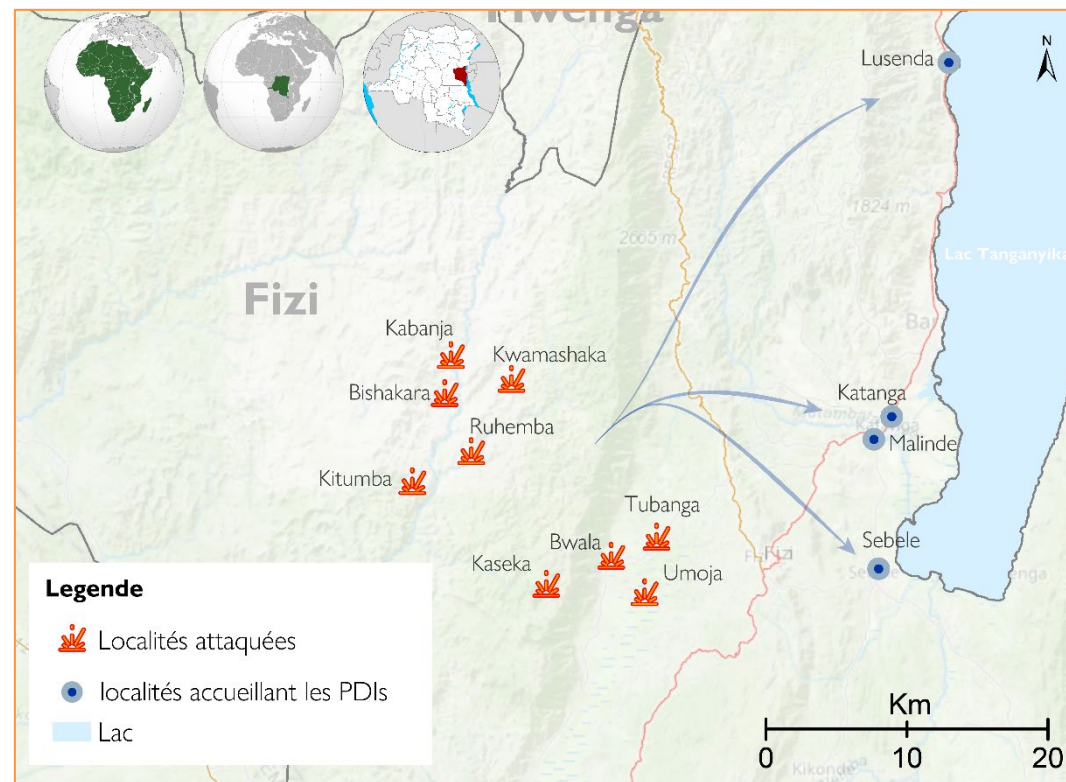 Mwenga
N
Lusenda
1824 m
2665 m
Lac Tanganyika
Fizi
Kabanja
Kwamashaka
Bishakara
Katanga
Ruhemba
Malinde
Kitumba
Tubanga
Bwala
Sebele
Fizi
Kaseka
Umoja
Legende
Localités attaquées
localités accueillant les PDIs
Lac
Km
0 10 20
Kikonde